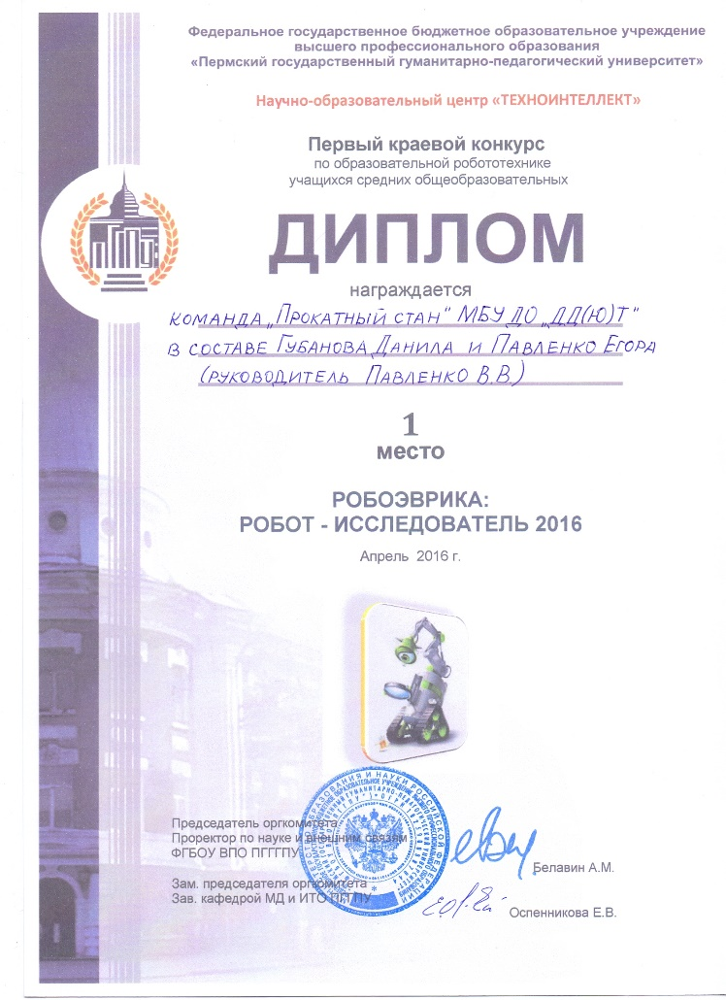 Федеральное государственное бюджетное образовательное учреждение
высшего профессионального образования
«Пермский государственный гуманитарно-педагогический университет»
Научно-образовательный центр «ТЕХНОИНТЕЛЛЕКТ»
Первый краевой конкурс
по образовательной робототехнике
учащихся средних общеобразовательных
ПГГПУ
ДИПЛОМ
награждается
команда „Прокатный стан" МБУ ДО „ДД(Ю)Т"
в составе Губанова Данила и Павленко Егора
(руководитель Павленко В.В.)
1
место
РОБОЭВРИКА:
РОБОТ - ИССЛЕДОВАТЕЛЬ 2016
Апрель 2016 г.
Председатель оргкомитета
Проректор по науке и внешним связям
ФГБОУ ВПО ПГГГПУ
Белавин А.М.
Зам. председателя оргкомитета
Зав. кафедрой МД и ИТО ПГГПУ
Оспенникова Е.В.